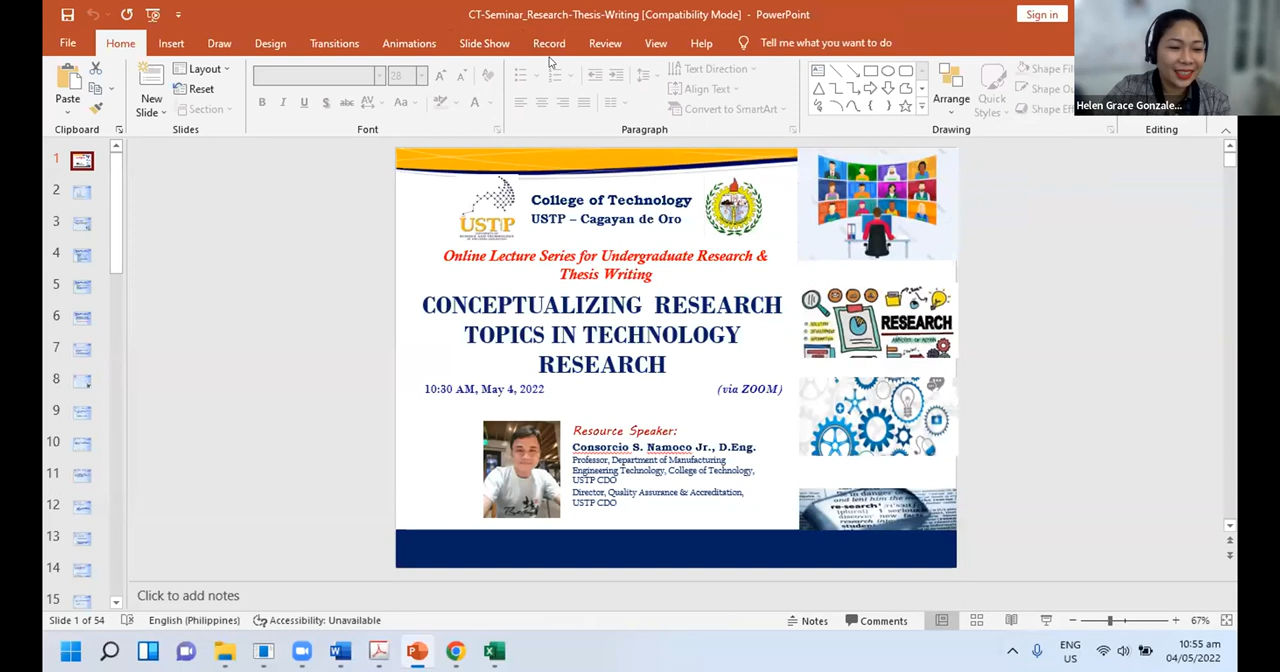 CT-Seminar_Research-Thesis-Writing [Compatibility Mode] - PowerPoint
Sign in
File Home Insert Draw Design Transitions Animations Slide Show Record Review View Help Tell me what you want to do
Paste
New
Slide
Layout
Reset
Section
28
Text Direction
Align Text
Convert to SmartArt
Arrange
Quick
Styles
Shape Fi
Shape Ou
Shape Ef
Helen Grace Gonzale...
Clipboard Slides Font Paragraph Drawing Editing
1
2
3
4
5
6
7
8
9
10
11
12
13
14
15
USTP
College of Technology
USTP – Cagayan de Oro
Online Lecture Series for Undergraduate Research &
Thesis Writing
CONCEPTUALIZING RESEARCH
TOPICS IN TECHNOLOGY
RESEARCH
10:30 AM, May 4, 2022 (via ZOOM)
Resource Speaker:
Consorcio S. Namoco Jr., D.Eng.
Professor, Department of Manufacturing
Engineering Technology, College of Technology,
USTP CDO
Director, Quality Assurance & Accreditation,
USTP CDO
RESEARCH
re·search
Click to add notes
Slide 1 of 54 English (Philippines) Accessibility: Unavailable Notes Comments 67%
ENG
US
10:55 am
04/05/2022